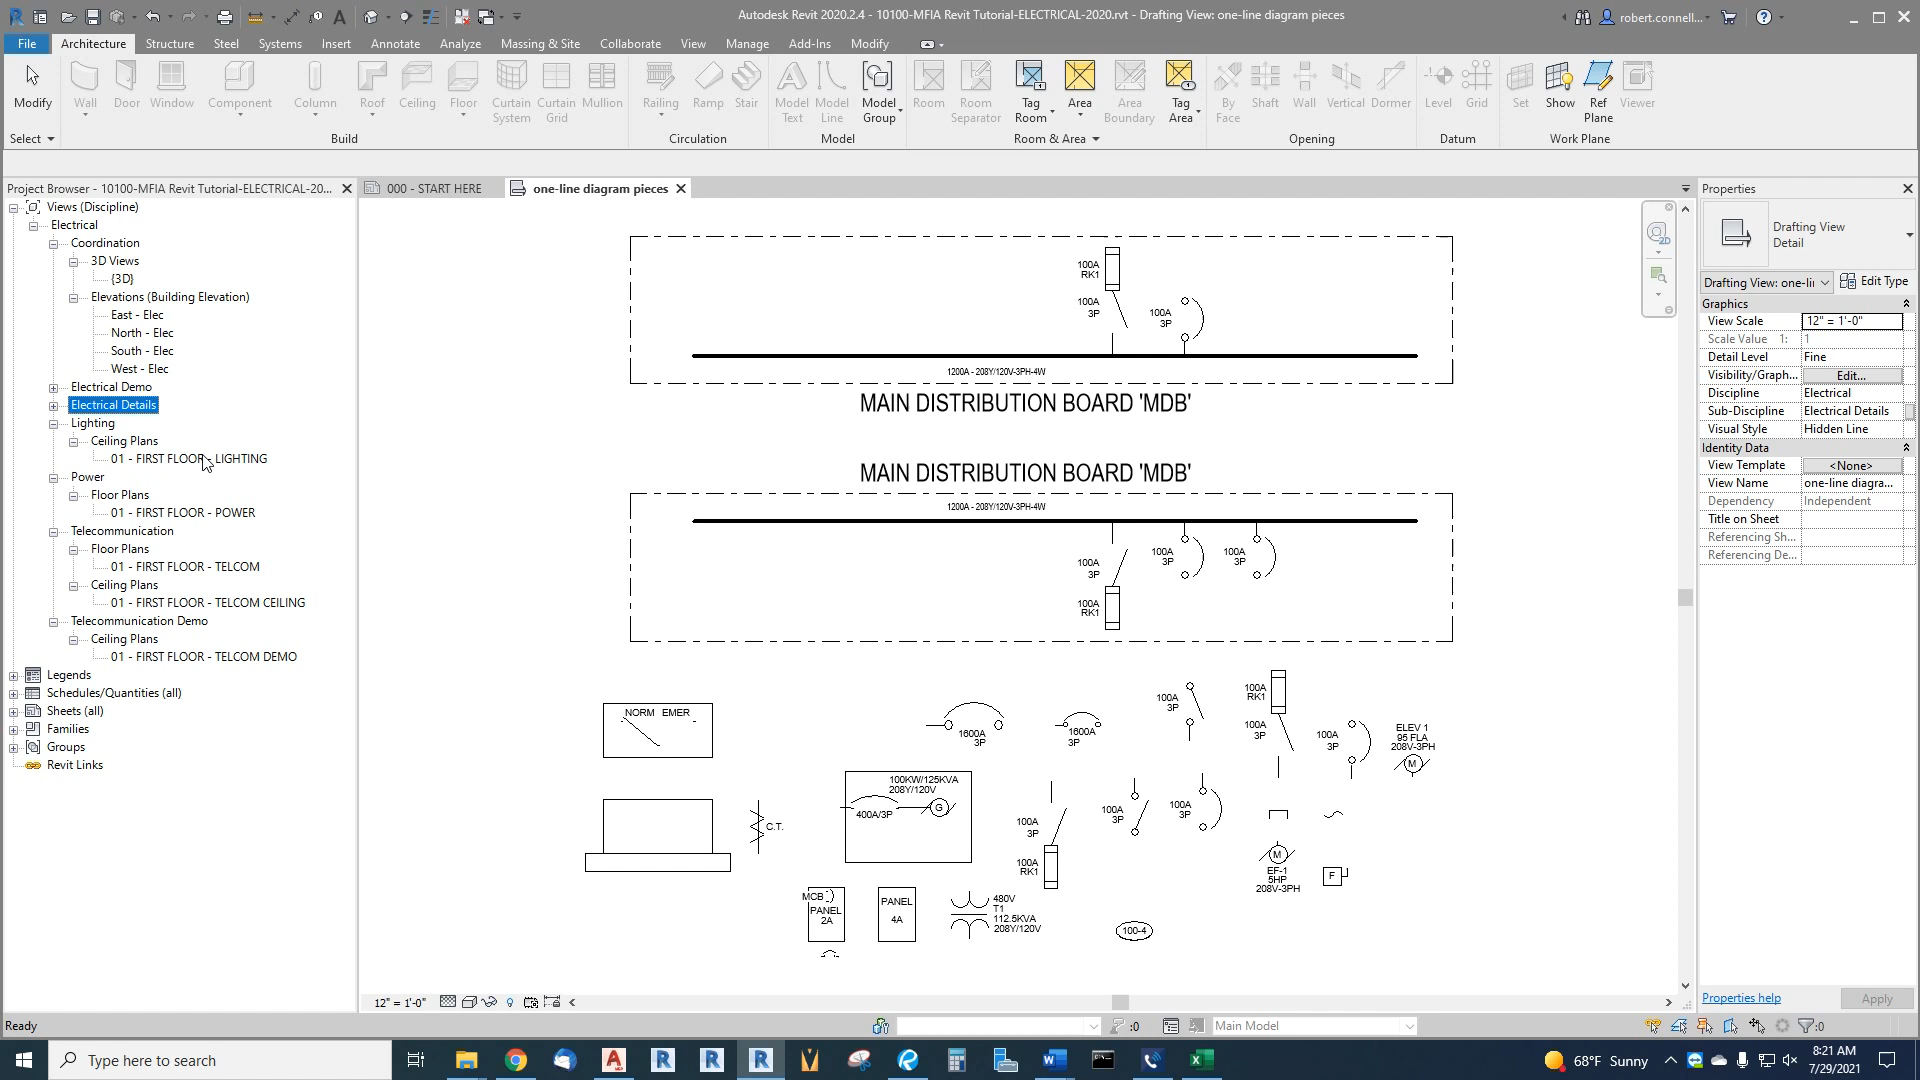 Autodesk Revit 2020.2.4 - 10100-MFIA Revit Tutorial-ELECTRICAL-2020.rvt - Drafting View: one-line diagram pieces
robert.connell...
File Architecture Structure Steel Systems Insert Annotate Analyze Massing & Site Collaborate View Manage Add-Ins Modify
Modify Wall Door Window Component Column Roof Ceiling Floor Curtain System Curtain Grid Mullion Railing Ramp Stair Model Text Model Line Model Group Room Room Separator Tag Room Area Area Boundary Tag Area By Face Shaft Wall Vertical Dormer Level Grid Set Show Ref Plane Viewer
Select Build Circulation Model Room & Area Opening Datum Work Plane
Project Browser - 10100-MFIA Revit Tutorial-ELECTRICAL-20...
Views (Discipline)
Electrical
Coordination
3D Views
{3D}
Elevations (Building Elevation)
East - Elec
North - Elec
South - Elec
West - Elec
Electrical Demo
Electrical Details
Lighting
Ceiling Plans
01 - FIRST FLOOR - LIGHTING
Power
Floor Plans
01 - FIRST FLOOR - POWER
Telecommunication
Floor Plans
01 - FIRST FLOOR - TELCOM
Ceiling Plans
01 - FIRST FLOOR - TELCOM CEILING
Telecommunication Demo
Ceiling Plans
01 - FIRST FLOOR - TELCOM DEMO
Legends
Schedules/Quantities (all)
Sheets (all)
Families
Groups
Revit Links
000 - START HERE
one-line diagram pieces
100A
RK1
100A
3P
100A
3P
1200A - 208Y/120V-3PH-4W
MAIN DISTRIBUTION BOARD 'MDB'
MAIN DISTRIBUTION BOARD 'MDB'
1200A - 208Y/120V-3PH-4W
100A
3P
100A
3P
100A
3P
100A
RK1
NORM EMER
1600A
3P
1600A
3P
100A
3P
100A
RK1
100A
3P
100A
3P
ELEV 1
95 FLA
208V-3PH
M
C.T.
100KW/125KVA
208Y/120V
400A/3P
G
100A
3P
100A
RK1
100A
3P
100A
3P
M
EF-1
5HP
208V-3PH
F
MCB
PANEL
2A
PANEL
4A
480V
T1
112.5KVA
208Y/120V
100-4
12" = 1'-0"
2D
Properties
Drafting View
Detail
Drafting View: one-li
Edit Type
Graphics
View Scale 12" = 1'-0"
Scale Value 1: 1
Detail Level Fine
Visibility/Graph... Edit...
Discipline Electrical
Sub-Discipline Electrical Details
Visual Style Hidden Line
Identity Data
View Template <None>
View Name one-line diagra...
Dependency Independent
Title on Sheet
Referencing Sh...
Referencing De...
Properties help
Apply
Ready
:0
Main Model
:0
Type here to search
68°F Sunny
8:21 AM
7/29/2021